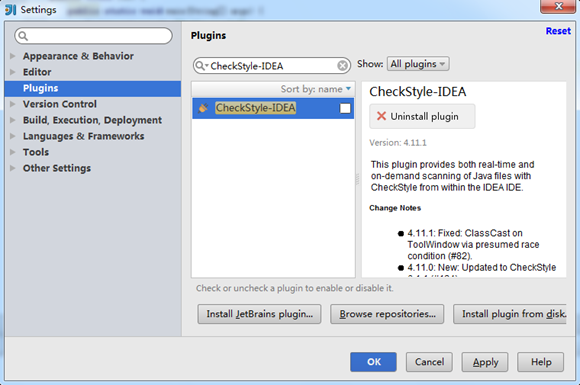 Settings
Reset
Appearance & Behavior
Editor
Plugins
Version Control
Build, Execution, Deployment
Languages & Frameworks
Tools
Other Settings
Plugins
CheckStyle-IDEA
Show: All plugins
Sort by: name
CheckStyle-IDEA
CheckStyle-IDEA
Uninstall plugin
Version: 4.11.1
This plugin provides both real-time and
on-demand scanning of Java files with
CheckStyle from within the IDEA IDE.
Change Notes
4.11.1: Fixed: ClassCast on
ToolWindow via presumed race
condition (#82).
4.11.0: New: Updated to CheckStyle
Check or uncheck a plugin to enable or disable it.
Install JetBrains plugin...
Browse repositories...
Install plugin from disk.
OK
Cancel
Apply
Help